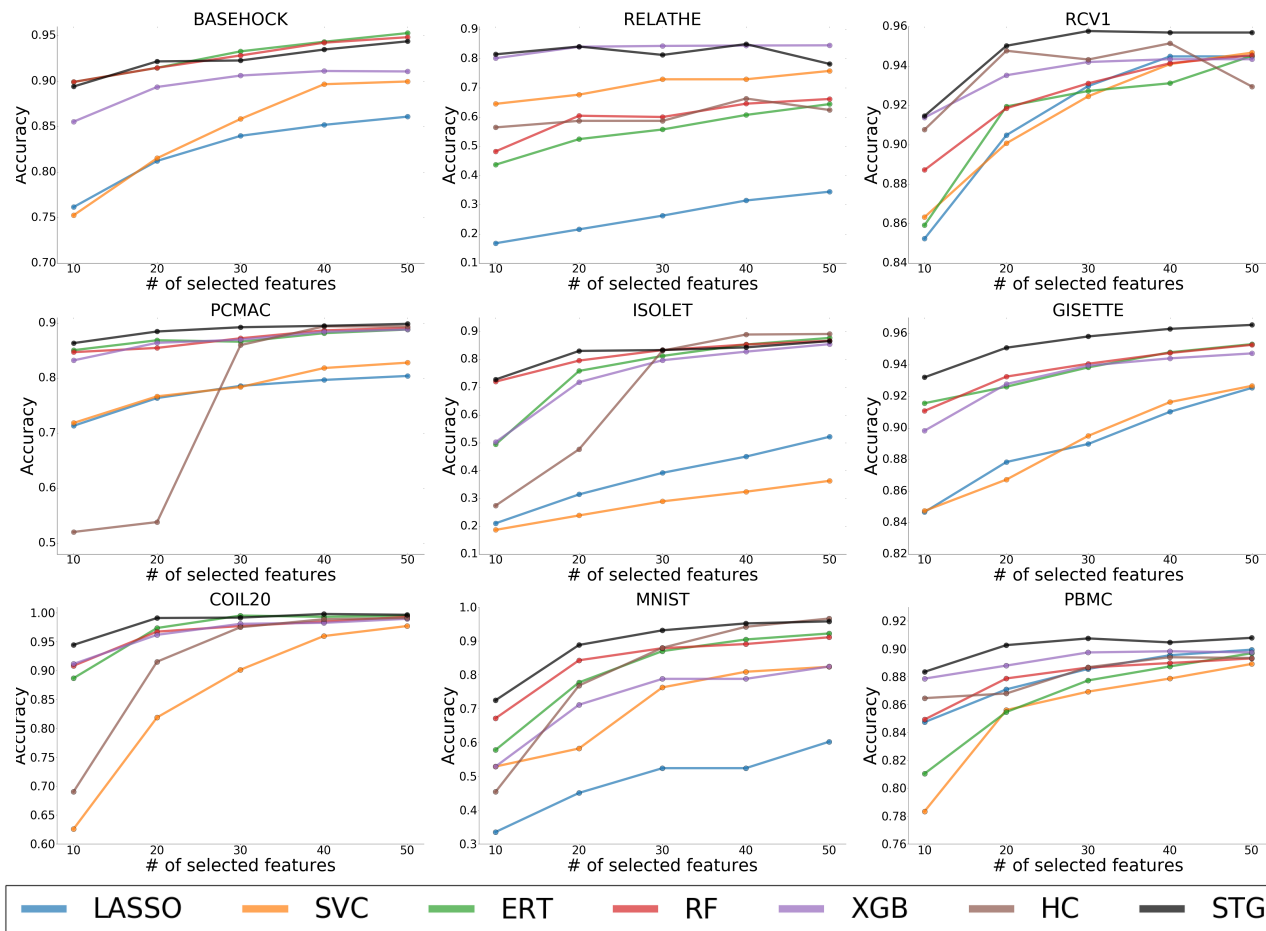 BASEHOCK
0.95
0.90
0.85
0.80
0.75
0.70
Accuracy
10 20 30 40 50
# of selected features
RELATHE
0.9
0.8
0.7
0.6
0.5
0.4
0.3
0.2
0.1
Accuracy
10 20 30 40 50
# of selected features
RCV1
0.96
0.94
0.92
0.90
0.88
0.86
0.84
Accuracy
10 20 30 40 50
# of selected features
PCMAC
0.9
0.8
0.7
0.6
0.5
Accuracy
10 20 30 40 50
# of selected features
ISOLET
0.9
0.8
0.7
0.6
0.5
0.4
0.3
0.2
0.1
Accuracy
10 20 30 40 50
# of selected features
GISETTE
0.96
0.94
0.92
0.90
0.88
0.86
0.84
0.82
Accuracy
10 20 30 40 50
# of selected features
COIL20
1.00
0.95
0.90
0.85
0.80
0.75
0.70
0.65
0.60
Accuracy
10 20 30 40 50
# of selected features
MNIST
1.0
0.9
0.8
0.7
0.6
0.5
0.4
0.3
Accuracy
10 20 30 40 50
# of selected features
PBMC
0.92
0.90
0.88
0.86
0.84
0.82
0.80
0.78
0.76
Accuracy
10 20 30 40 50
# of selected features
LASSO SVC ERT RF XGB HC STG